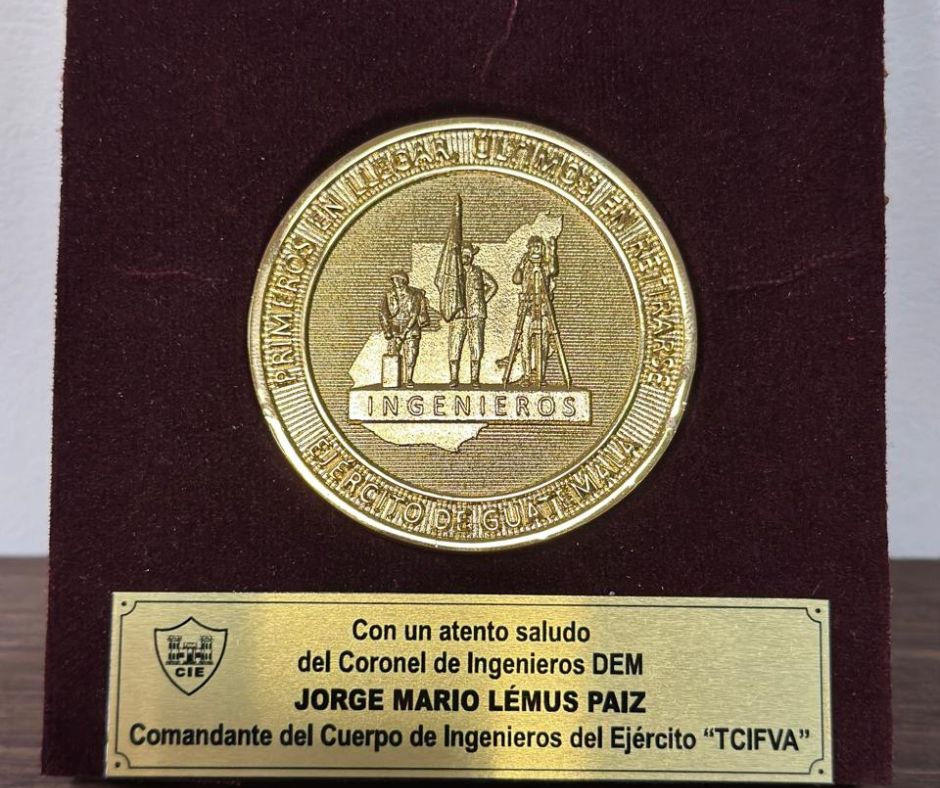 PRIMEROS EN LLEGAR, ÚLTIMOS EN RETIRARSE
INGENIEROS
EJÉRCITO DE GUATEMALA
CIE
Con un atento saludo
del Coronel de Ingenieros DEM
JORGE MARIO LÉMUS PAIZ
Comandante del Cuerpo de Ingenieros del Ejército “TCIFVA”